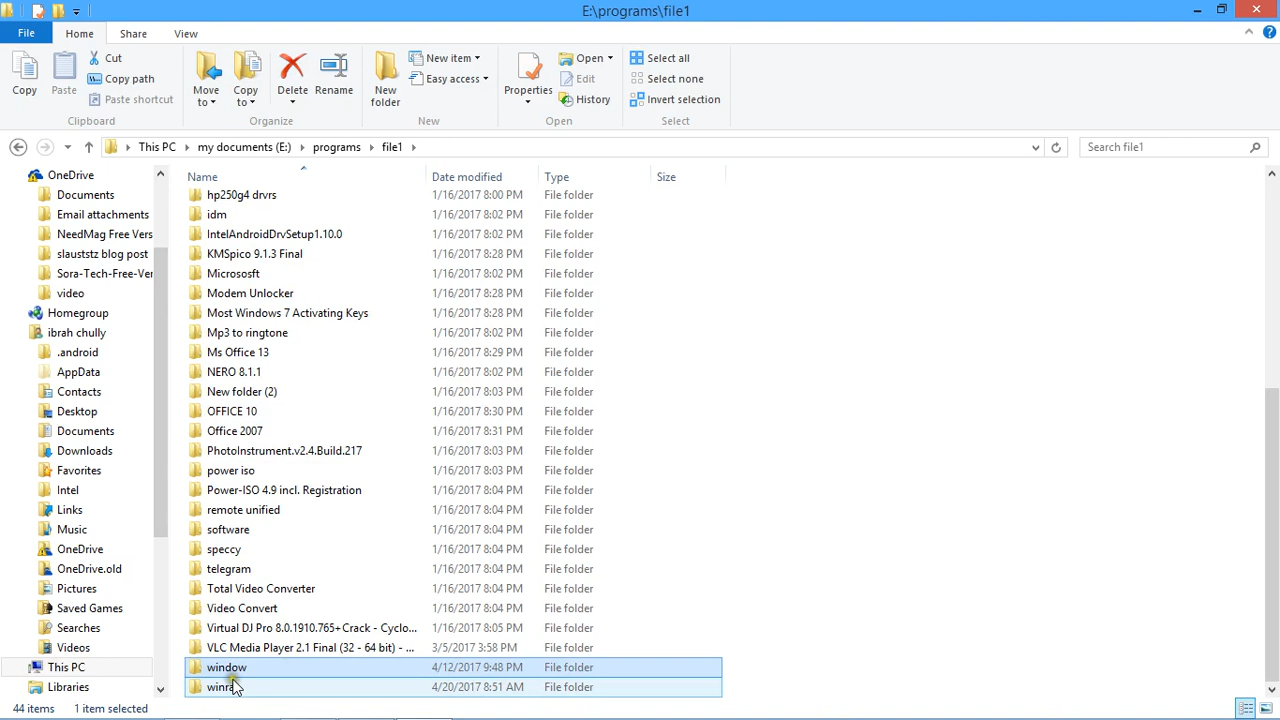 E:\programs\file1
File Home Share View
Copy
Paste
Cut
Copy path
Paste shortcut
Clipboard
Move to
Copy to
Delete
Rename
Organize
New folder
New item
Easy access
New
Properties
Open
Edit
History
Open
Select all
Select none
Invert selection
Select
This PC my documents (E:) programs file1
Search file1
OneDrive
Documents
Email attachments
NeedMag Free Vers
slauststz blog post
Sora-Tech-Free-Ver
video
Homegroup
ibrah chully
.android
AppData
Contacts
Desktop
Documents
Downloads
Favorites
Intel
Links
Music
OneDrive
OneDrive.old
Pictures
Saved Games
Searches
Videos
This PC
Libraries
Name Date modified Type Size
hp250g4 drvrs 1/16/2017 8:00 PM File folder
idm 1/16/2017 8:02 PM File folder
IntelAndroidDrvSetup1.10.0 1/16/2017 8:02 PM File folder
KMSpico 9.1.3 Final 1/16/2017 8:28 PM File folder
Micrososft 1/16/2017 8:02 PM File folder
Modem Unlocker 1/16/2017 8:28 PM File folder
Most Windows 7 Activating Keys 1/16/2017 8:28 PM File folder
Mp3 to ringtone 1/16/2017 8:02 PM File folder
Ms Office 13 1/16/2017 8:29 PM File folder
NERO 8.1.1 1/16/2017 8:02 PM File folder
New folder (2) 1/16/2017 8:03 PM File folder
OFFICE 10 1/16/2017 8:30 PM File folder
Office 2007 1/16/2017 8:31 PM File folder
PhotoInstrument.v2.4.Build.217 1/16/2017 8:03 PM File folder
power iso 1/16/2017 8:03 PM File folder
Power-ISO 4.9 incl. Registration 1/16/2017 8:04 PM File folder
remote unified 1/16/2017 8:04 PM File folder
software 1/16/2017 8:04 PM File folder
speccy 1/16/2017 8:04 PM File folder
telegram 1/16/2017 8:04 PM File folder
Total Video Converter 1/16/2017 8:04 PM File folder
Video Convert 1/16/2017 8:04 PM File folder
Virtual DJ Pro 8.0.1910.765+Crack - Cyclo... 1/16/2017 8:05 PM File folder
VLC Media Player 2.1 Final (32 - 64 bit) - ... 3/5/2017 3:58 PM File folder
window 4/12/2017 9:48 PM File folder
4/20/2017 8:51 AM File folder
44 items 1 item selected